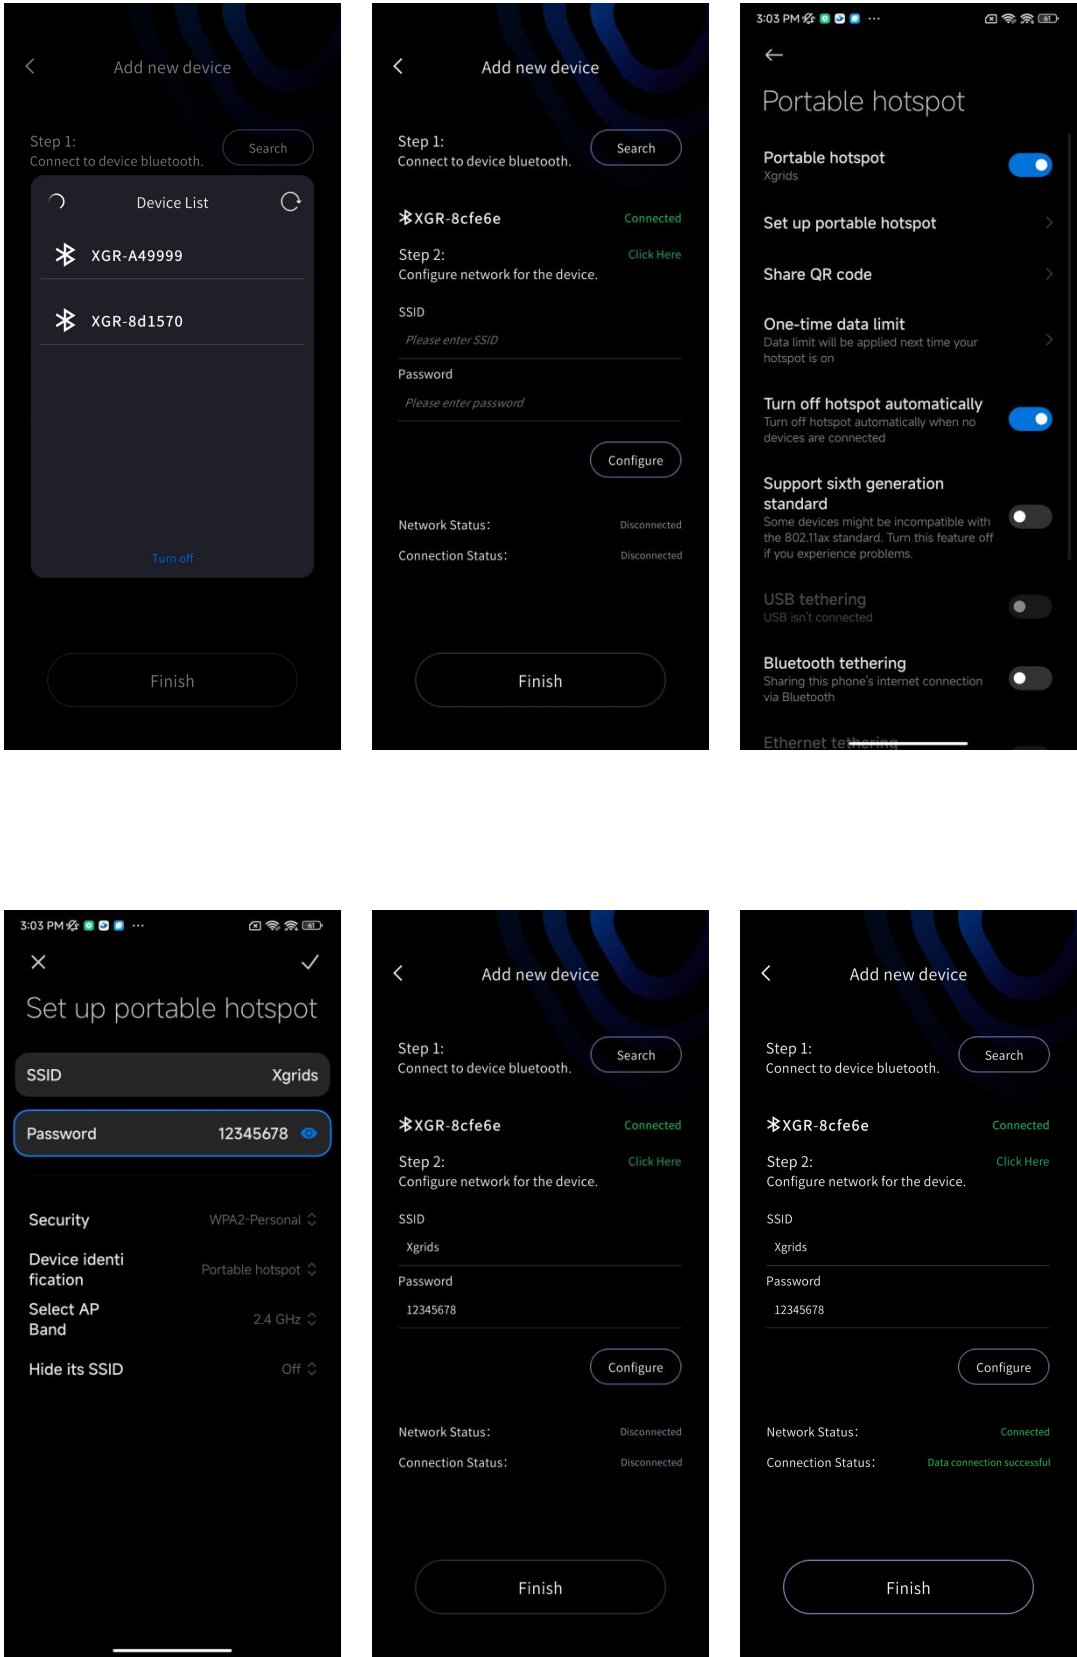 Add new device
Step 1:
Connect to device bluetooth.
Search
Device List
XGR-A49999
XGR-8d1570
Turn off
Finish
Add new device
Step 1:
Connect to device bluetooth.
Search
XGR-8cfe6e
Connected
Step 2:
Click Here
Configure network for the device.
SSID
Please enter SSID
Password
Please enter password
Configure
Network Status:
Disconnected
Connection Status:
Disconnected
Finish
3:03 PM
61
Portable hotspot
Portable hotspot
Xgrids
Set up portable hotspot
Share QR code
One-time data limit
Data limit will be applied next time your
hotspot is on
Turn off hotspot automatically
Turn off hotspot automatically when no
devices are connected
Support sixth generation
standard
Some devices might be incompatible with
the 802.11ax standard. Turn this feature off
if you experience problems.
USB tethering
USB isn't connected
Bluetooth tethering
Sharing this phone's internet connection
via Bluetooth
Ethernet tethering
3:03 PM
61
Set up portable hotspot
SSID
Xgrids
Password
12345678
Security
WPA2-Personal
Device identi
fication
Portable hotspot
Select AP
Band
2.4 GHz
Hide its SSID
Off
Add new device
Step 1:
Connect to device bluetooth.
Search
XGR-8cfe6e
Connected
Step 2:
Click Here
Configure network for the device.
SSID
Xgrids
Password
12345678
Configure
Network Status:
Disconnected
Connection Status:
Disconnected
Finish
Add new device
Step 1:
Connect to device bluetooth.
Search
XGR-8cfe6e
Connected
Step 2:
Click Here
Configure network for the device.
SSID
Xgrids
Password
12345678
Configure
Network Status:
Connected
Connection Status:
Data connection successful
Finish